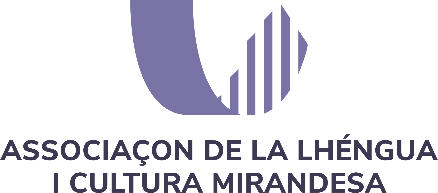 ASSOCIAÇON DE LA LHÉNGUA
I CULTURA MIRANDESA